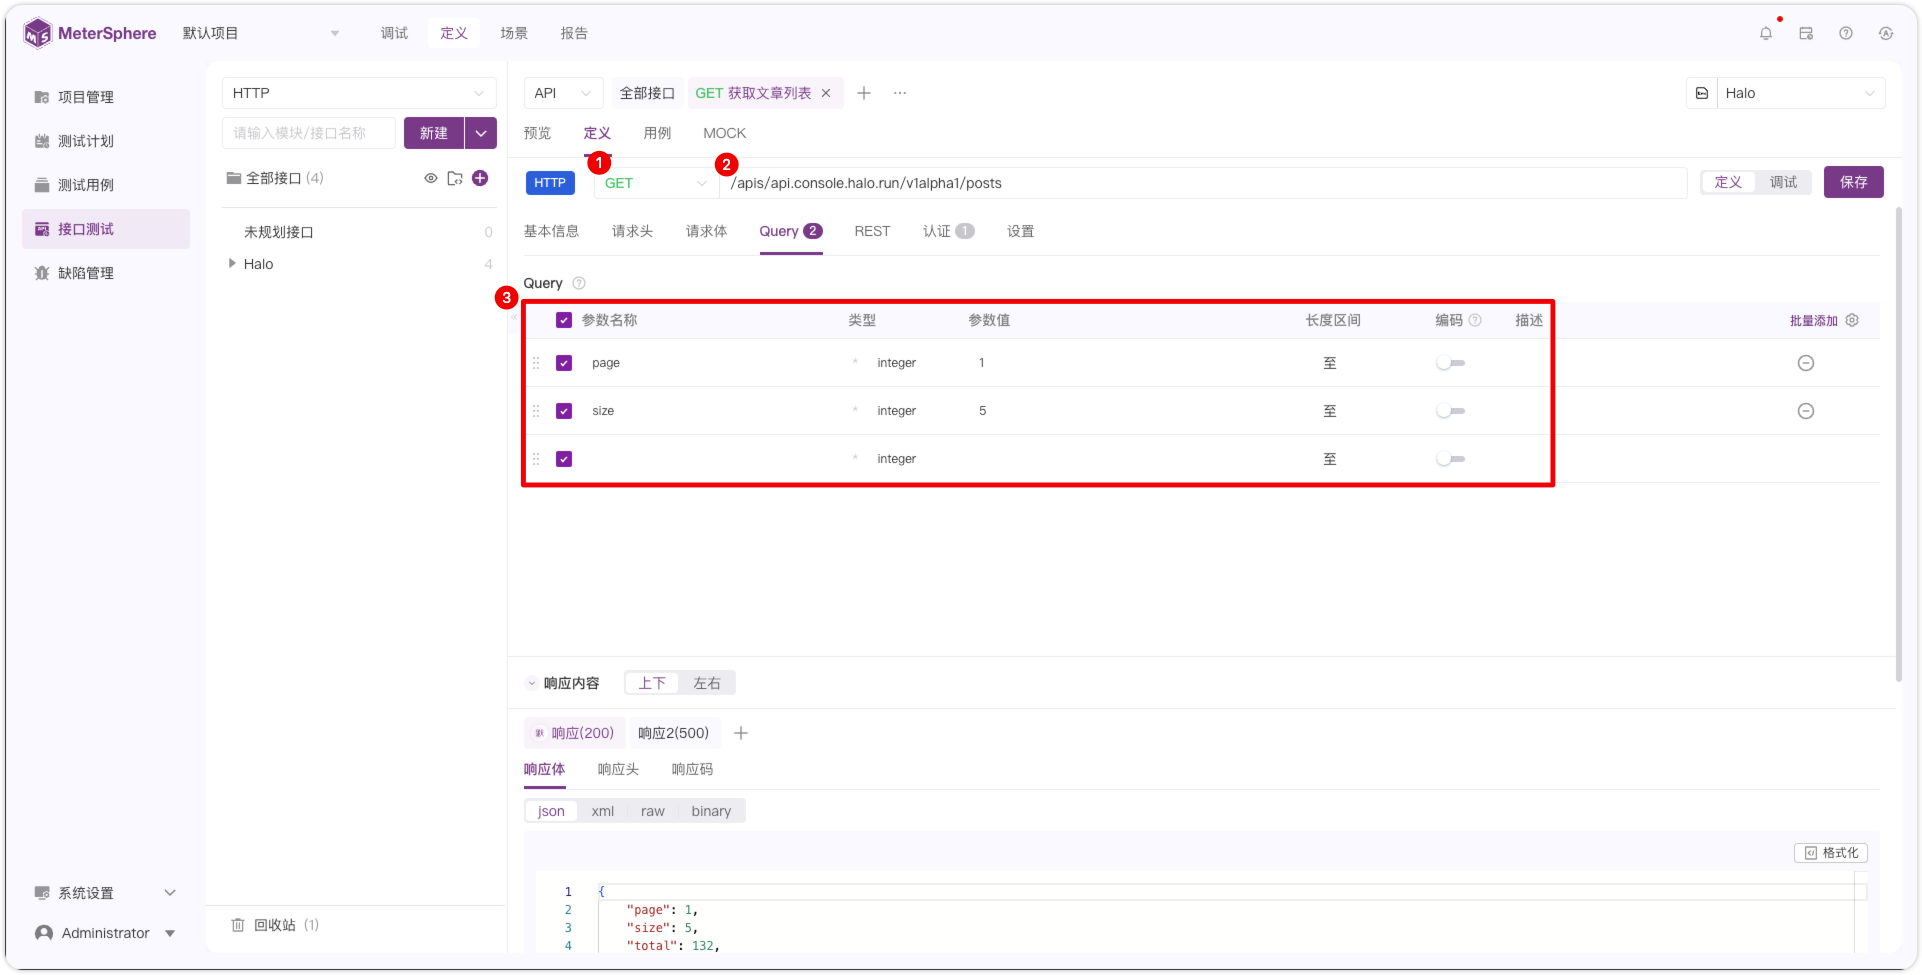 MeterSphere 默认项目 调试 定义 场景 报告
项目管理
测试计划
测试用例
接口测试
缺陷管理
系统设置
Administrator
HTTP
请输入模块/接口名称 新建
全部接口 (4)
未规划接口 0
Halo 4
回收站 (1)
API 全部接口 GET 获取文章列表 Halo
预览 定义 用例 MOCK
1 2
HTTP GET /apis/api.console.halo.run/v1alpha1/posts 定义 调试 保存
基本信息 请求头 请求体 Query 2 REST 认证 1 设置
Query
3
参数名称 类型 参数值 长度区间 编码 描述 批量添加
page * integer 1 至
size * integer 5 至
* integer 至
响应内容 上下 左右
默 响应(200) 响应2(500)
响应体 响应头 响应码
json xml raw binary
格式化
1 {
2 "page": 1,
3 "size": 5,
4 "total": 132,